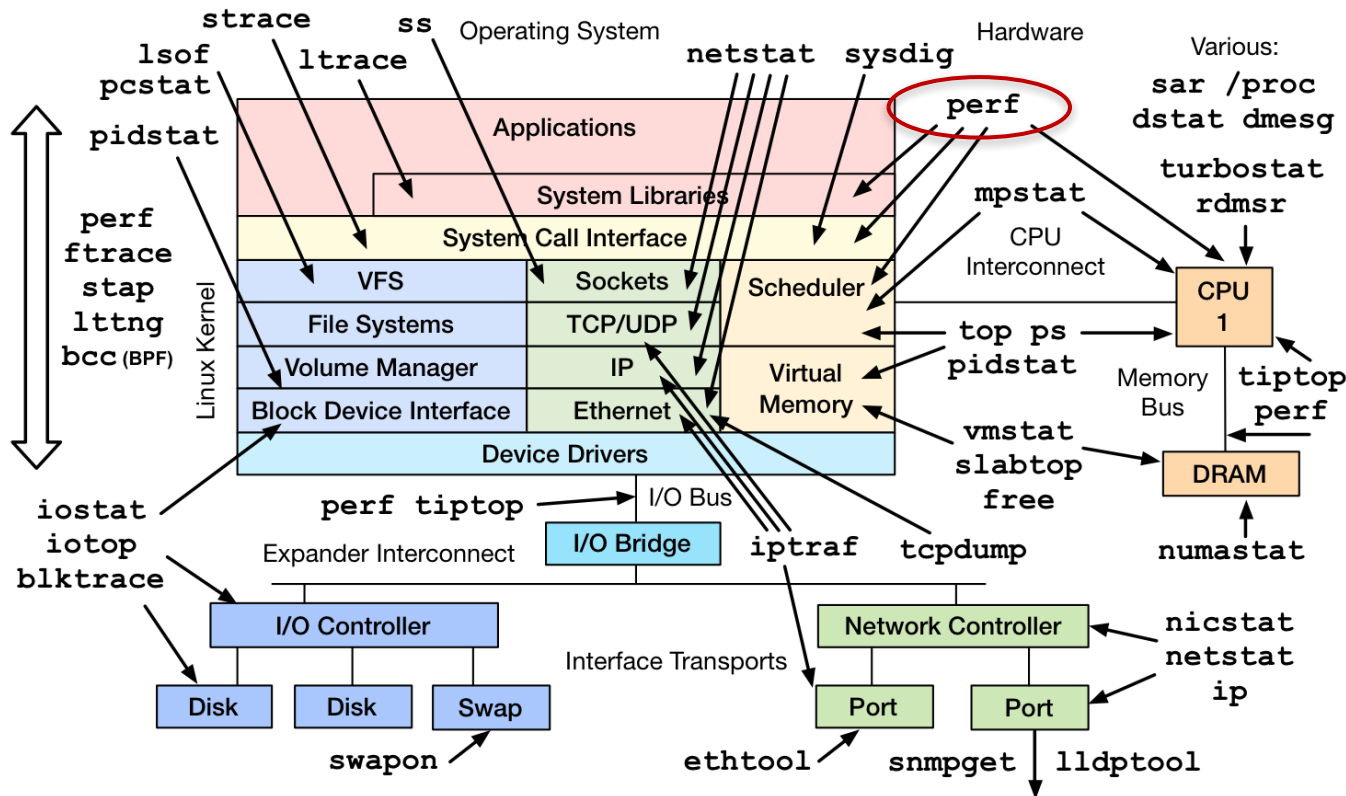 strace
ss
Operating System
Hardware
lsof
pcstat
ltrace
netstat
sysdig
Various:
sar /proc
dstat dmesg
perf
pidstat
Applications
turbostat
rdmsr
System Libraries
mpstat
perf
ftrace
stap
lttng
bcc (BPF)
System Call Interface
CPU
Interconnect
Linux Kernel
VFS
Sockets
Scheduler
CPU
1
File Systems
TCP/UDP
top ps
pidstat
Volume Manager
IP
Virtual
Memory
Memory
Bus
tiptop
perf
Block Device Interface
Ethernet
vmstat
slabtop
free
Device Drivers
DRAM
iostat
iotop
blktrace
perf tiptop
I/O Bus
Expander Interconnect
I/O Bridge
iptraf
tcpdump
numastat
I/O Controller
Network Controller
nicstat
netstat
ip
Interface Transports
Disk
Disk
Swap
Port
Port
swapon
ethtool
snmpget
lldptool